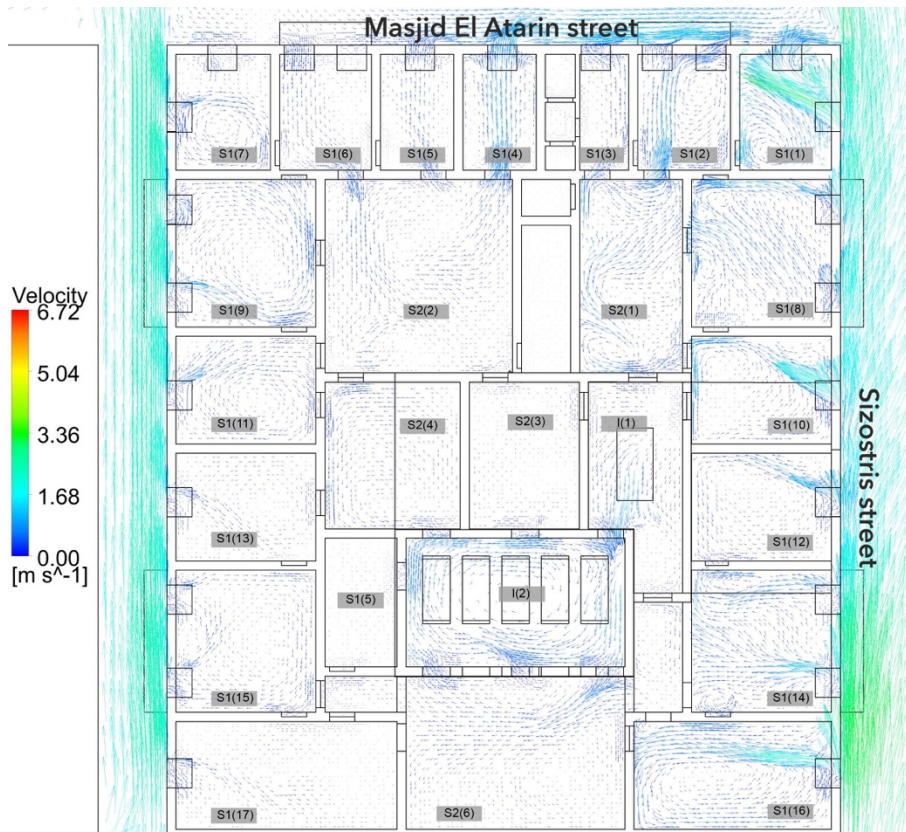 Masjid El Atarin street
S1(7)
S1(6)
S1(5)
S1(4)
S1(3)
S1(2)
S1(1)
S1(9)
S2(2)
S2(1)
S1(8)
Velocity
6.72
5.04
3.36
1.68
0.00
[m s^-1]
Sizostris street
S1(11)
S2(4)
S2(3)
I(1)
S1(10)
S1(13)
S1(12)
S1(5)
I(2)
S1(15)
S1(14)
S1(17)
S2(6)
S1(16)